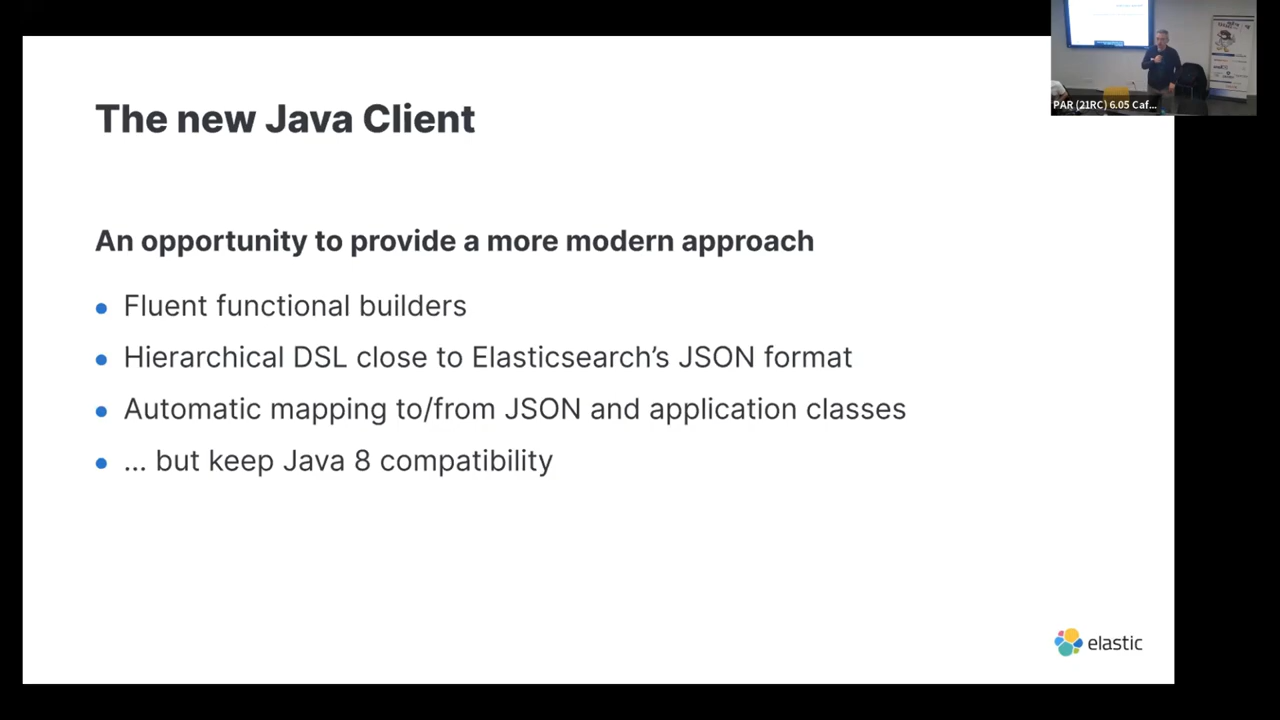 PAR (21RC) 6.05 Caf...
The new Java Client
An opportunity to provide a more modern approach
Fluent functional builders
Hierarchical DSL close to Elasticsearch’s JSON format
Automatic mapping to/from JSON and application classes
... but keep Java 8 compatibility
elastic